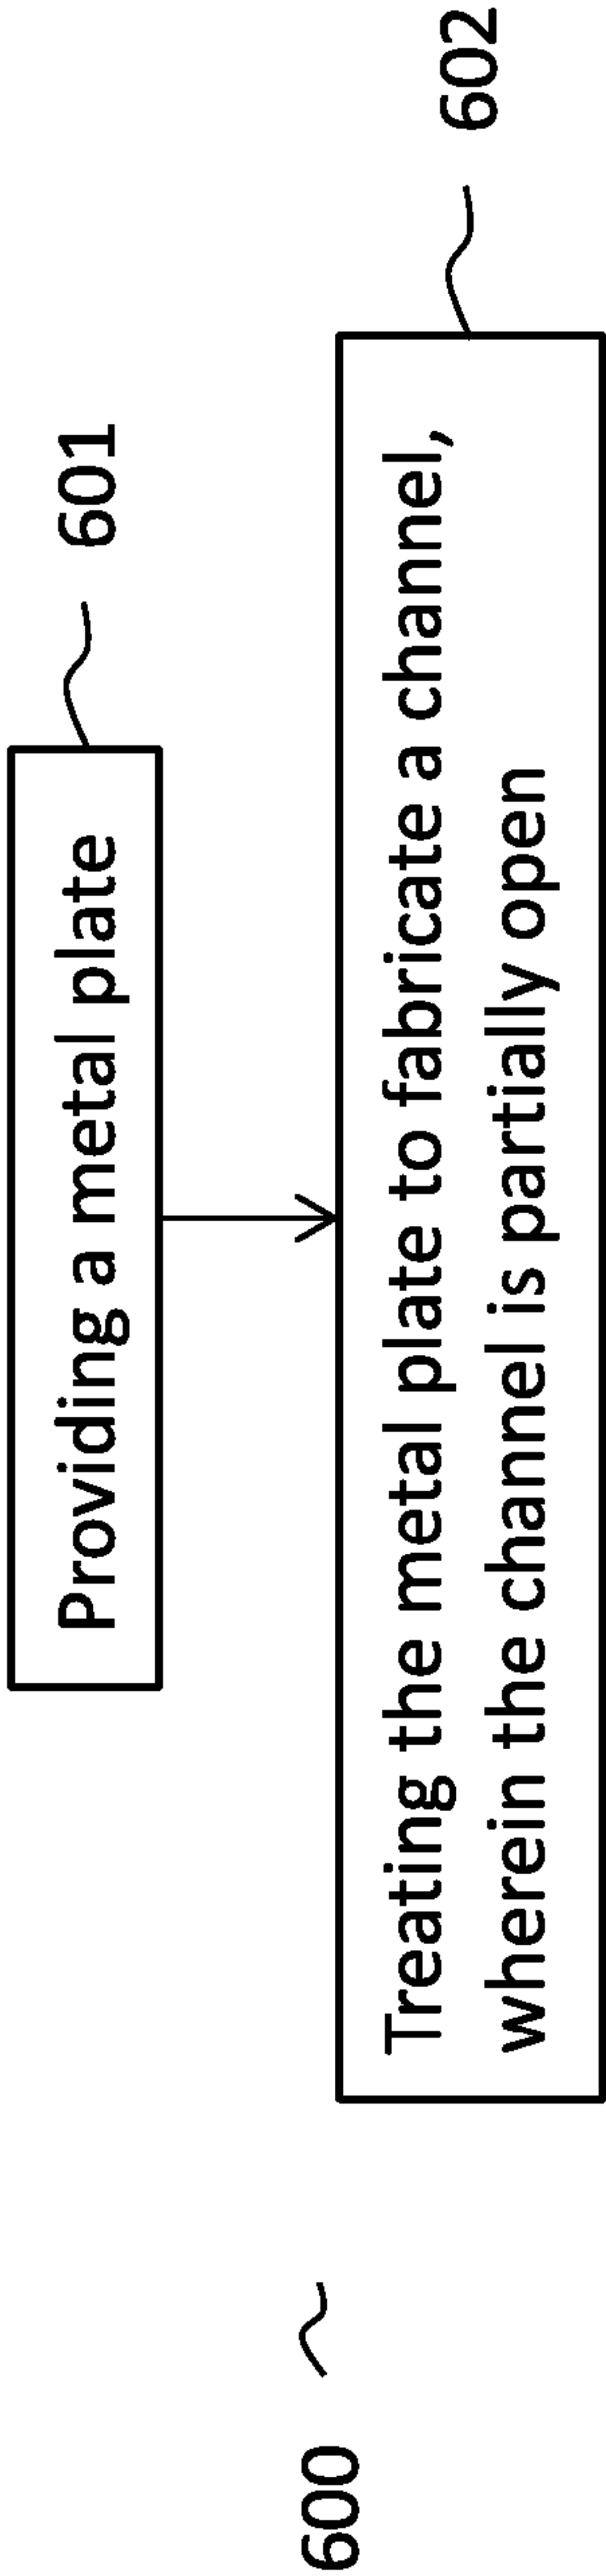 600
Providing a metal plate
601
Treating the metal plate to fabricate a channel,
wherein the channel is partially open
602